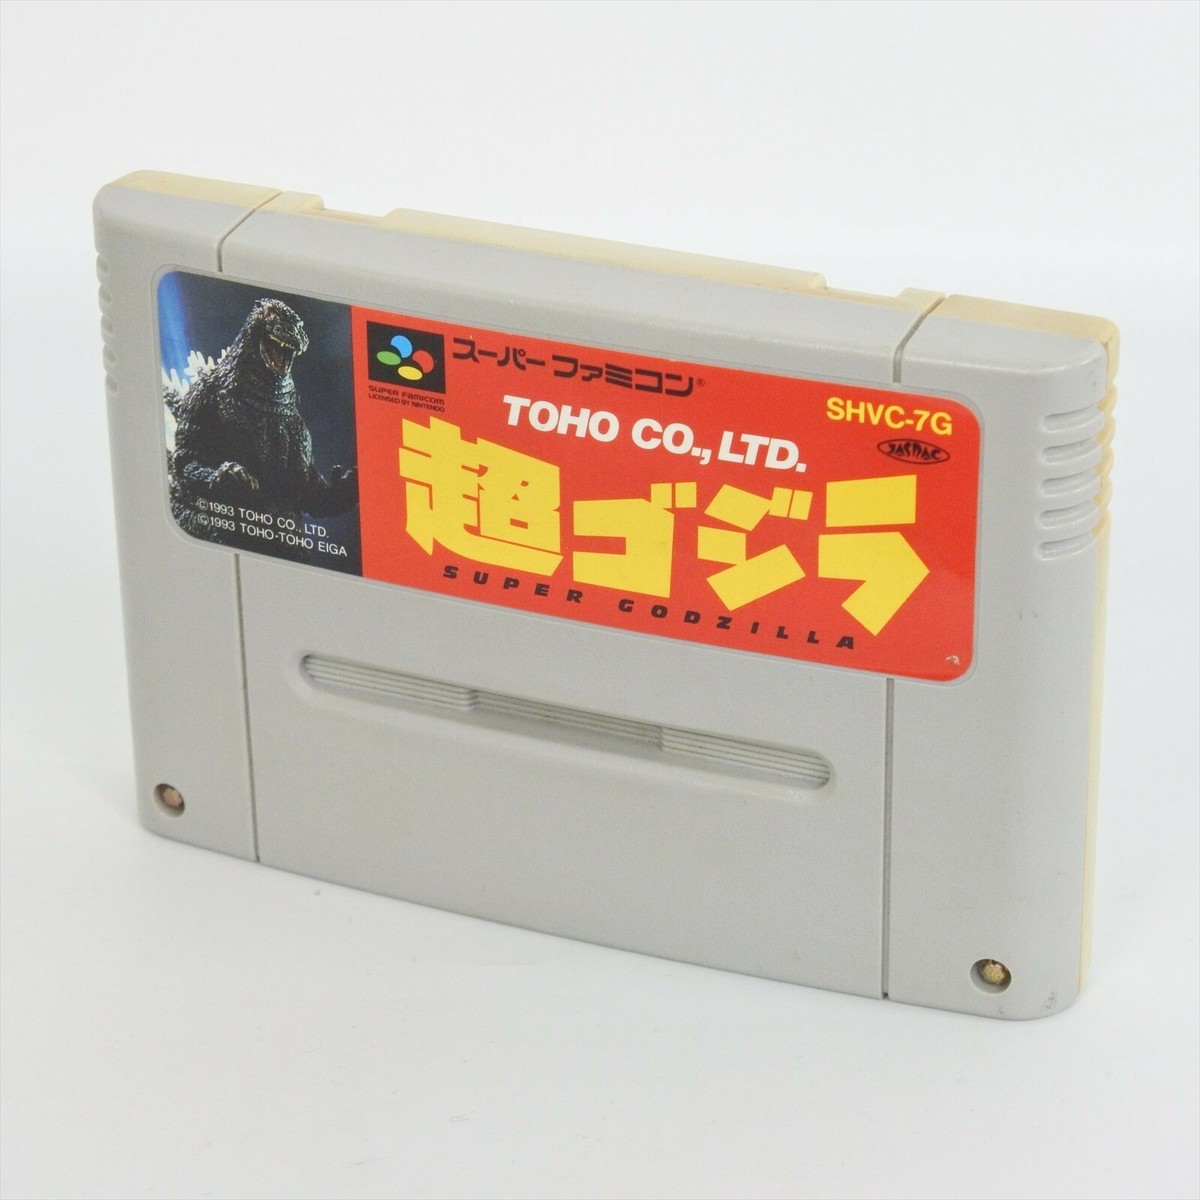 スーパーファミコン®
SUPER FAMICOM
LICENSED BY NINTENDO
TOHO CO., LTD.
SHVC-7G
JASRAC
超ゴジラ
SUPER GODZILLA
©1993 TOHO CO., LTD.
©1993 TOHO·TOHO EIGA